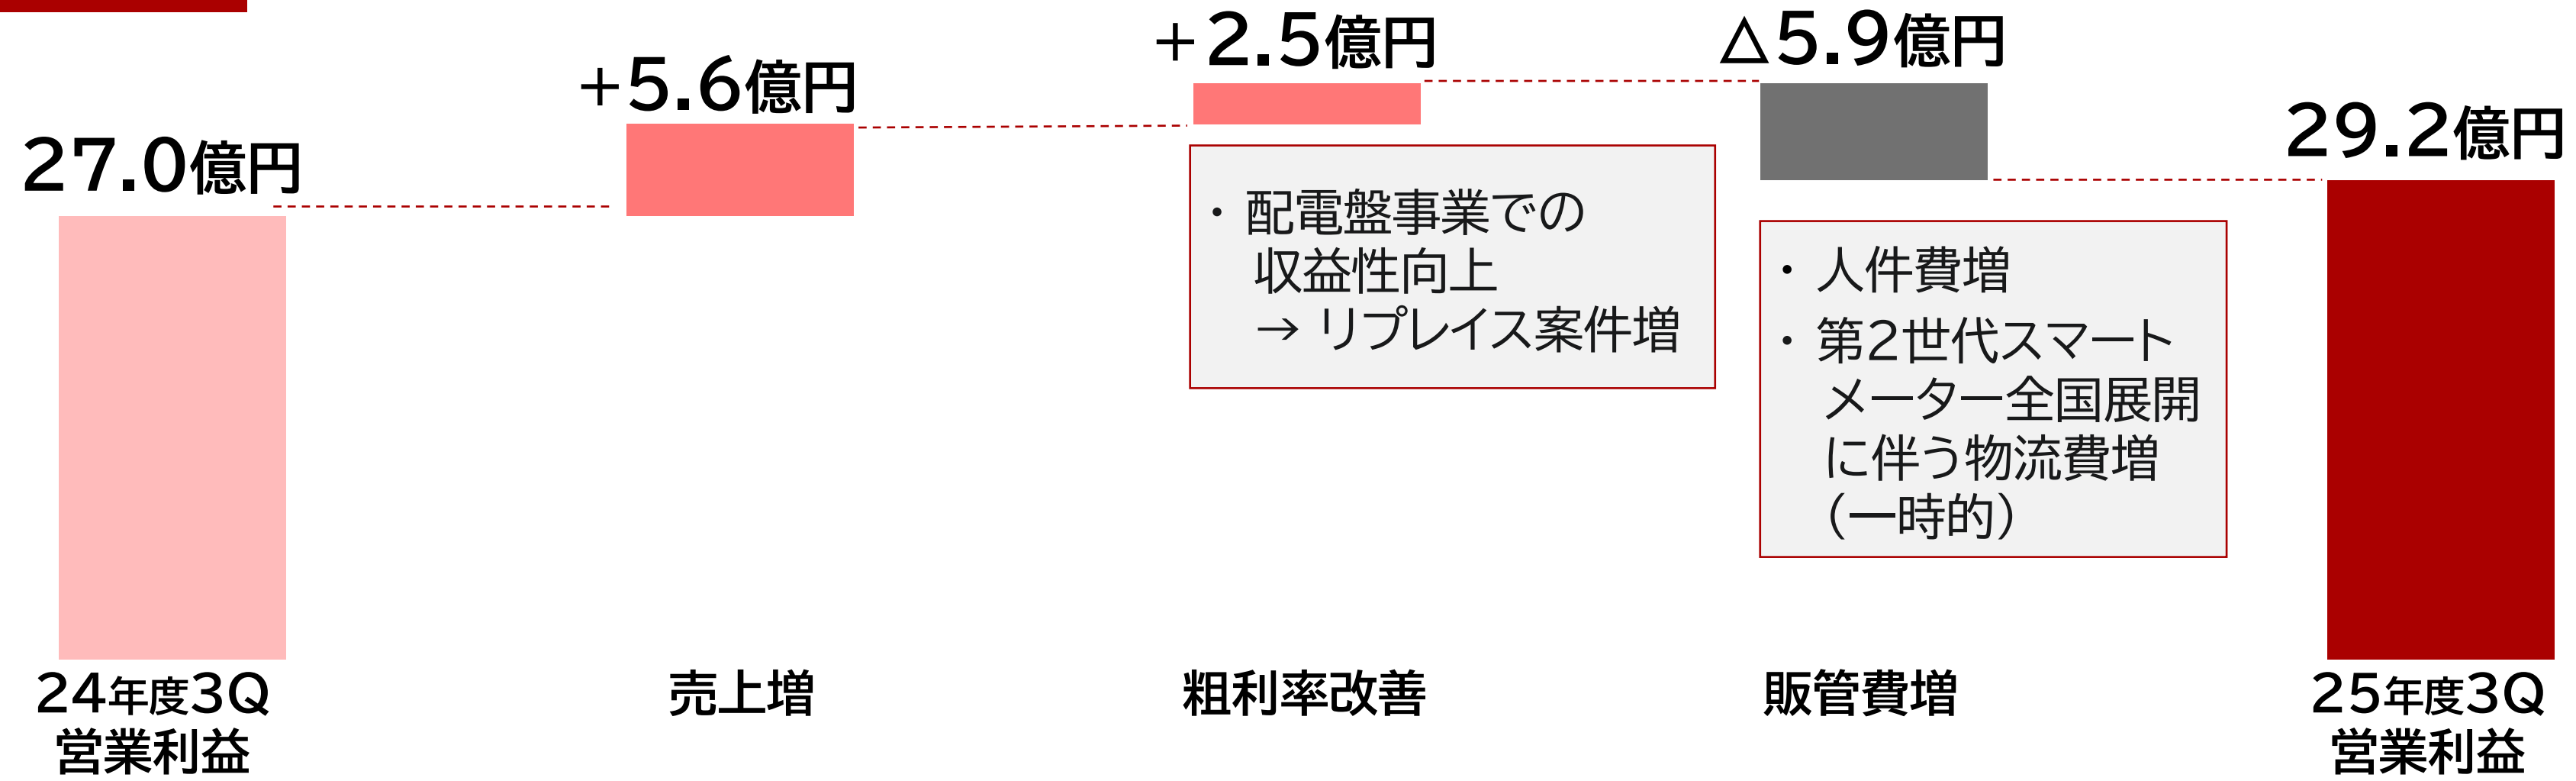 27.0億円
+5.6億円
+2.5億円
△5.9億円
29.2億円
・配電盤事業での
収益性向上
→ リプレイス案件増
・人件費増
・第2世代スマート
メーター全国展開
に伴う物流費増
（一時的）
24年度3Q
営業利益
売上増
粗利率改善
販管費増
25年度3Q
営業利益